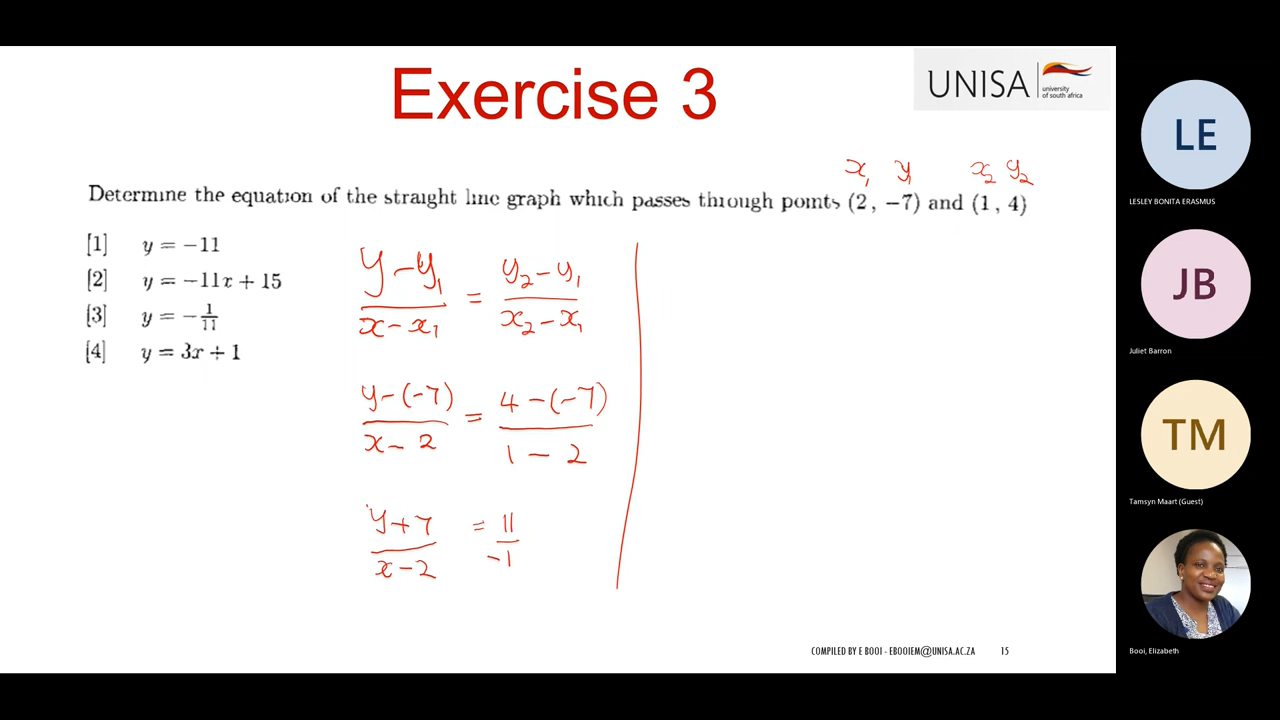 Exercise 3
UNISA
university
of south africa
x₁ y₁ x₂ y₂
Determine the equation of the straight line graph which passes through points (2, −7) and (1, 4)
[1] y = −11
[2] y = −11x + 15
[3] y = −1/11
[4] y = 3x + 1
(y − y₁)/(x − x₁) = (y₂ − y₁)/(x₂ − x₁)
(y − (−7))/(x − 2) = (4 − (−7))/(1 − 2)
(y + 7)/(x − 2) = 11/−1
COMPILED BY E BOOI - EBOOIEM@UNISA.AC.ZA 15
LE
LESLEY BONITA ERASMUS
JB
Juliet Barron
TM
Tamsyn Maart (Guest)
Booi, Elizabeth